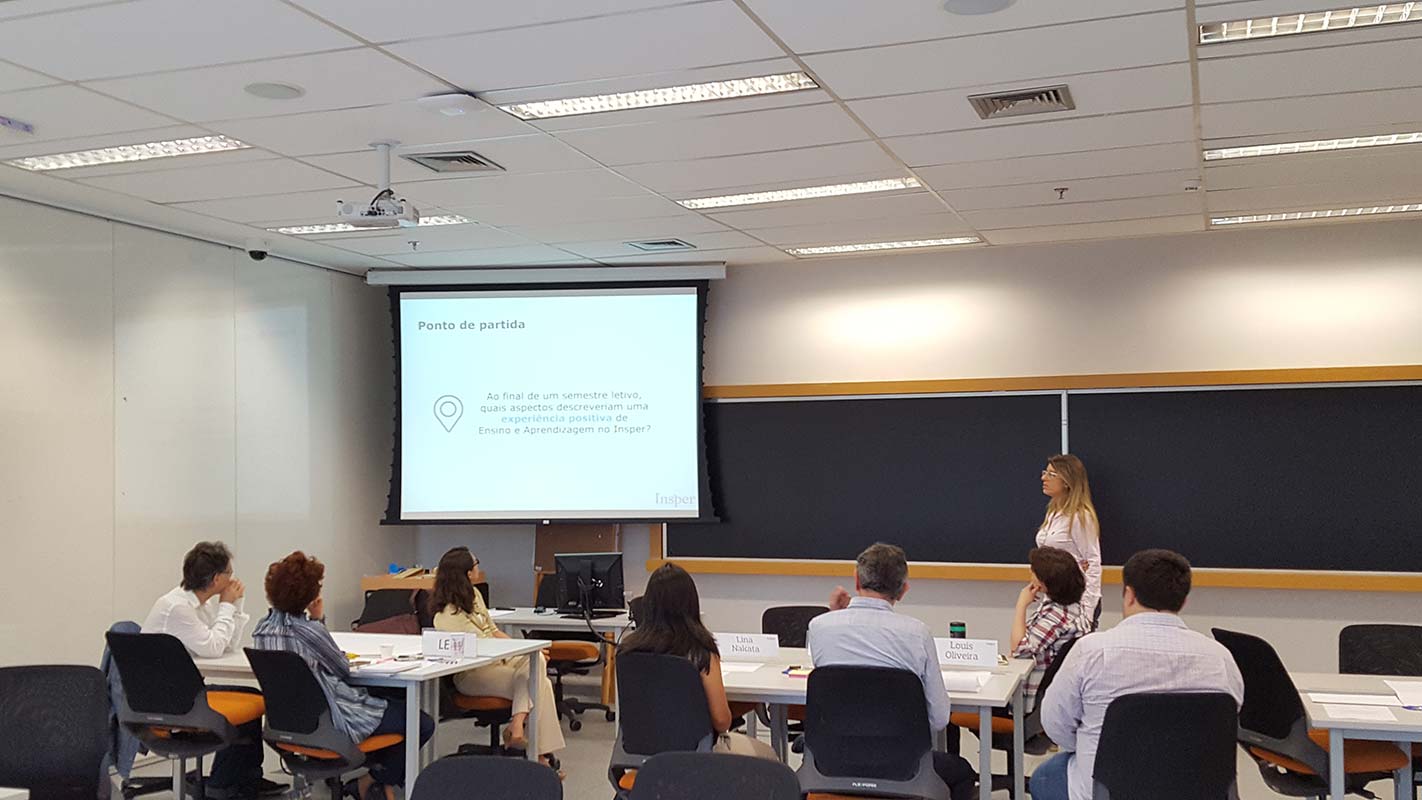 Ponto de partida
Ao final de um semestre letivo,
quais aspectos descreveriam uma
experiência positiva de
Ensino e Aprendizagem no Insper?
Insper
LE
Lina
Nakata
Louis
Oliveira